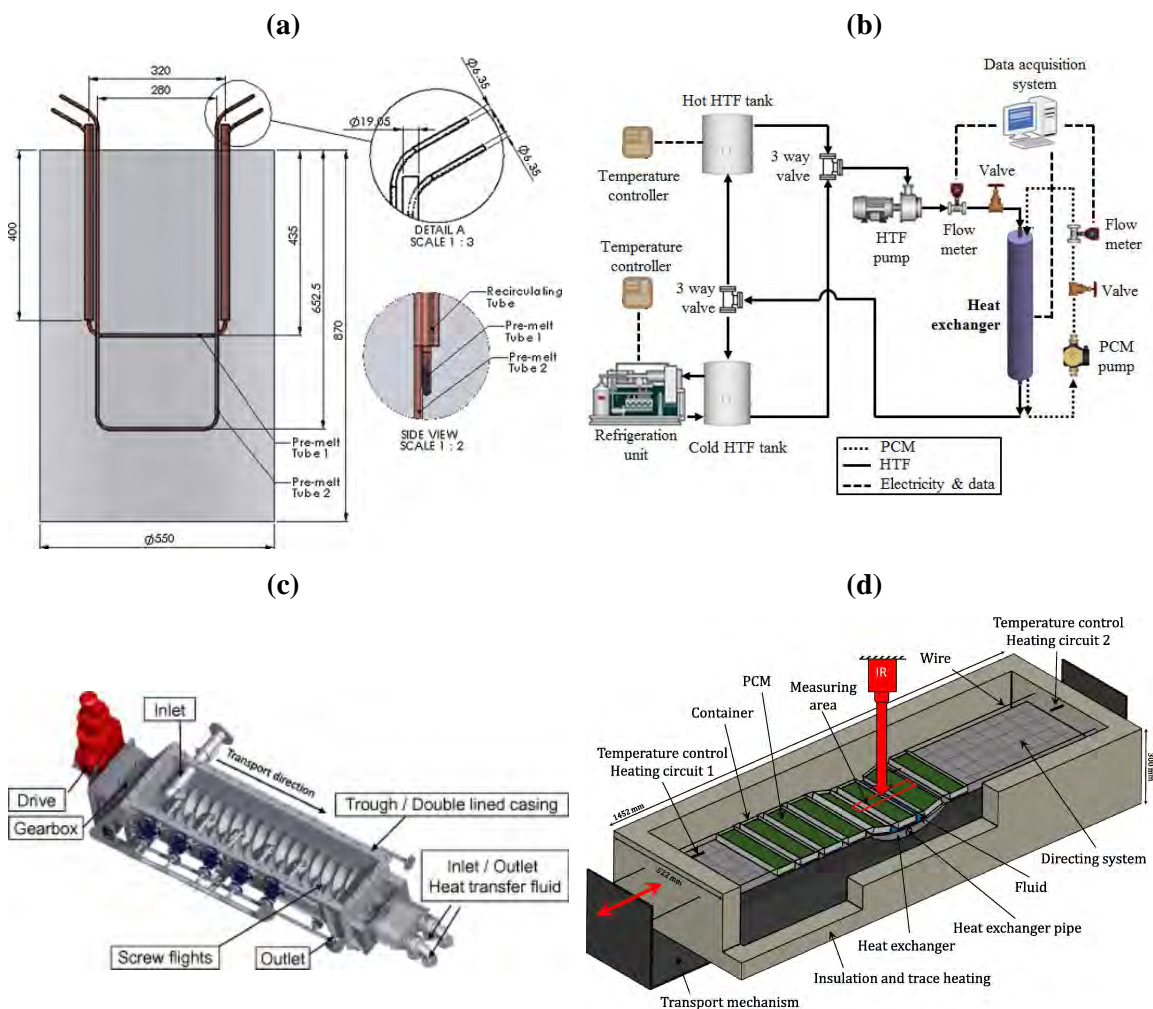 (a)
320
280
Ø19.05
Ø6.35
Ø6.35
DETAIL A
SCALE 1 : 3
400
435
652.5
870
Recirculating
Tube
Pre-melt
Tube 1
Pre-melt
Tube 2
SIDE VIEW
SCALE 1 : 2
Pre-melt
Tube 1
Pre-melt
Tube 2
Ø550
(b)
Data acquisition
system
Hot HTF tank
Temperature
controller
3 way
valve
Valve
HTF
pump
Flow
meter
Flow
meter
Temperature
controller
3 way
valve
Heat
exchanger
Valve
PCM
pump
Refrigeration
unit
Cold HTF tank
PCM
HTF
Electricity & data
(c)
Inlet
Transport direction
Drive
Gearbox
Trough / Double lined casing
Inlet / Outlet
Heat transfer fluid
Screw flights
Outlet
(d)
Temperature control
Heating circuit 2
Wire
IR
PCM
Measuring
area
Container
Temperature control
Heating circuit 1
1452 mm
300 mm
522 mm
Directing system
Fluid
Heat exchanger pipe
Heat exchanger
Insulation and trace heating
Transport mechanism